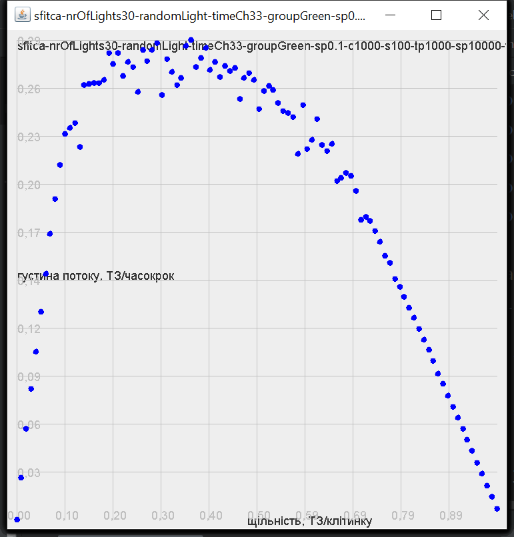 sfitca-nrOfLights30-randomLight-timeCh33-groupGreen-sp0....
0,29
sfitca-nrOfLights30-randomLight-timeCh33-groupGreen-sp0.1-c1000-s100-tp1000-sp10000-
0,26
0,23
0,20
0,17
0,14
густина потоку, ТЗ/часокрок
0,12
0,09
0,06
0,03
0,00 0,10 0,20 0,30 0,40 0,50 0,60 0,69 0,79 0,89
щільність, ТЗ/клітинку